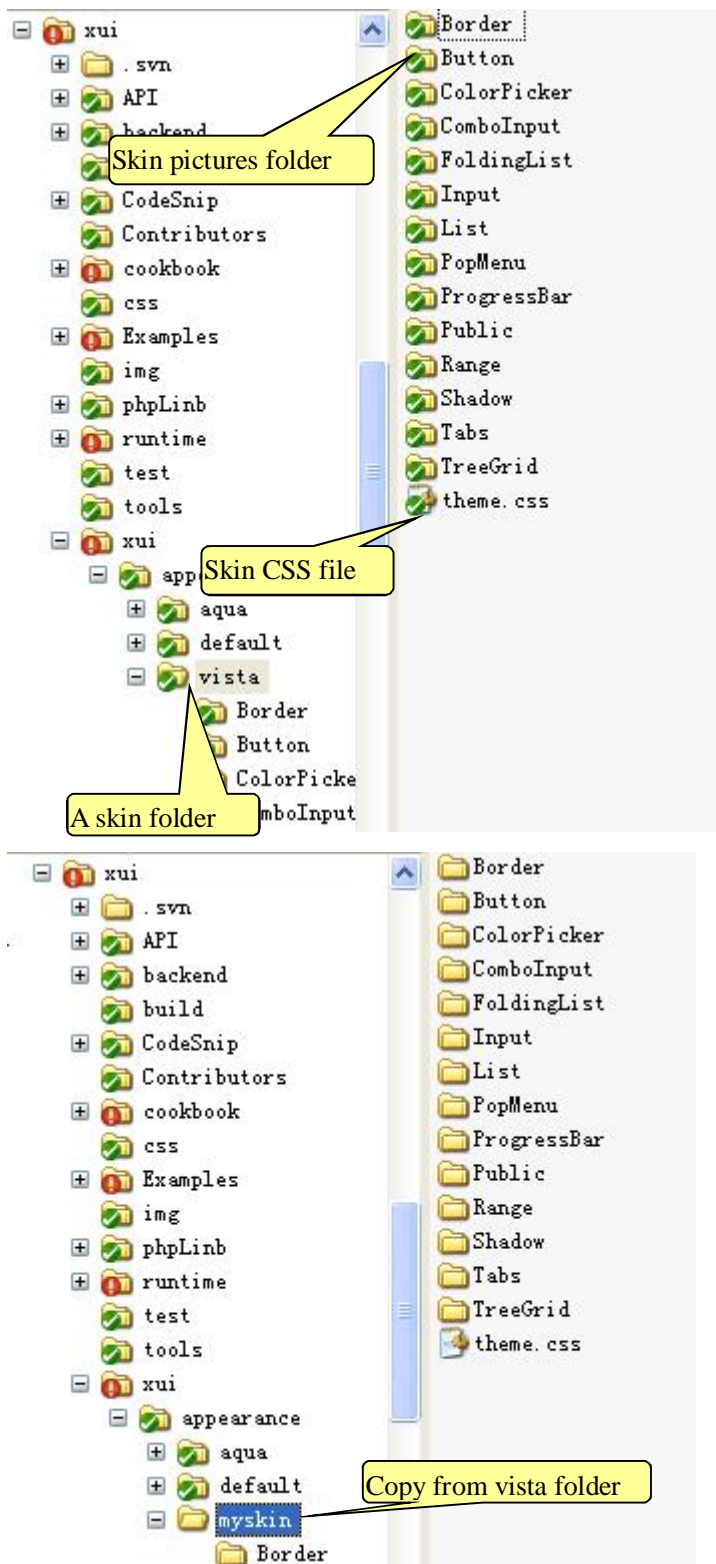 xui
.svn
API
backend
Skin pictures folder
CodeSnip
Contributors
cookbook
css
Examples
img
phpLinb
runtime
test
tools
xui
app
Skin CSS file
aqua
default
vista
Border
Button
ColorPicke
A skin folder
mboInput
Border
Button
ColorPicker
ComboInput
FoldingList
Input
List
PopMenu
ProgressBar
Public
Range
Shadow
Tabs
TreeGrid
theme.css
xui
.svn
API
backend
build
CodeSnip
Contributors
cookbook
css
Examples
img
phpLinb
runtime
test
tools
xui
appearance
aqua
default
Copy from vista folder
myskin
Border
Border
Button
ColorPicker
ComboInput
FoldingList
Input
List
PopMenu
ProgressBar
Public
Range
Shadow
Tabs
TreeGrid
theme.css